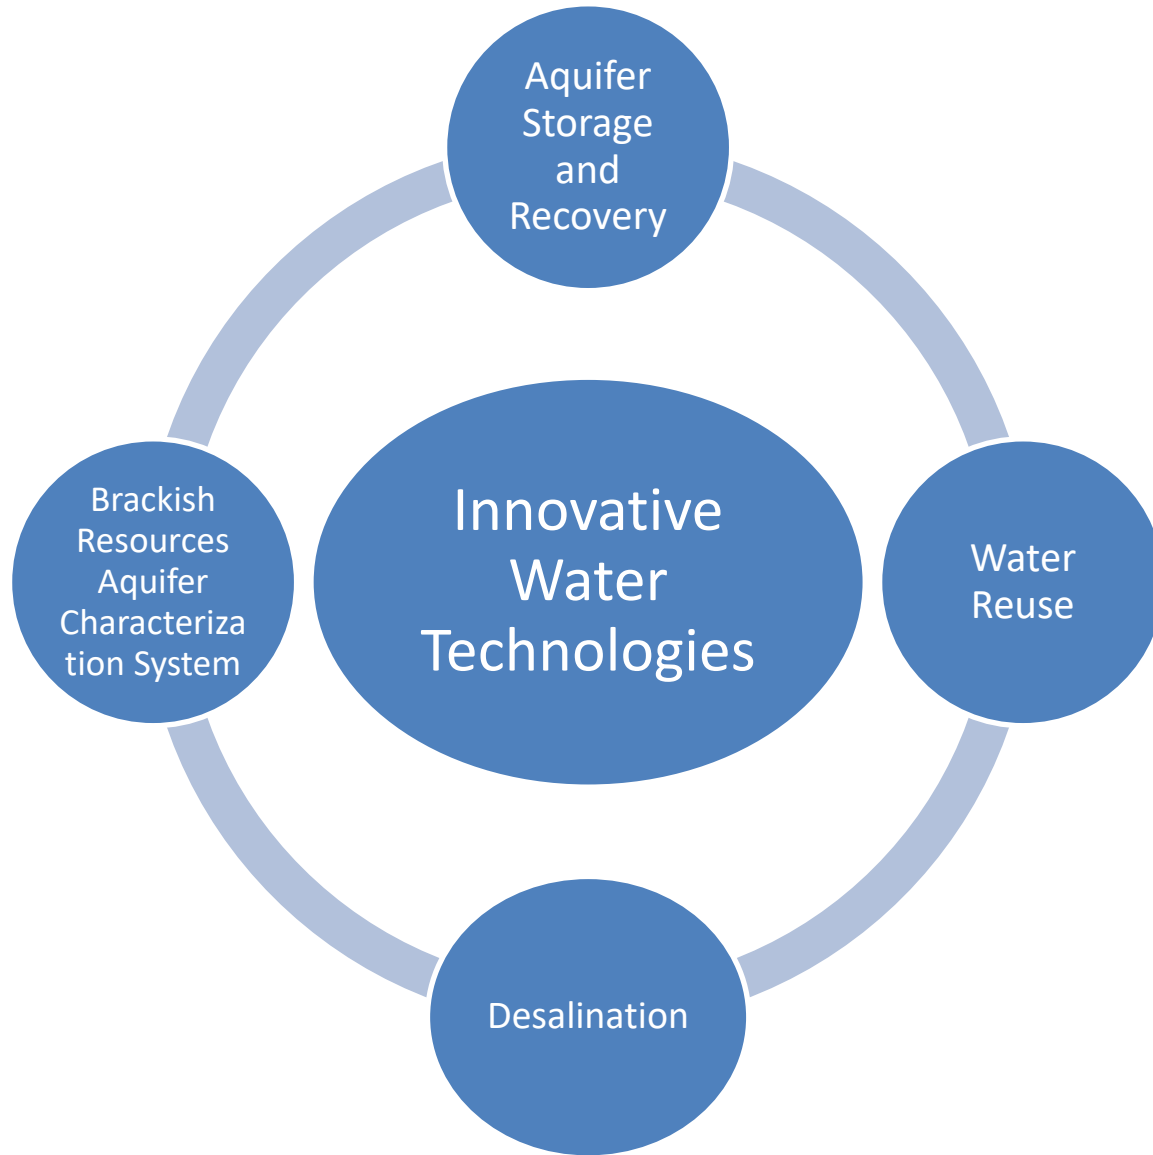 Aquifer
Storage
and
Recovery
Brackish
Resources
Aquifer
Characteriza
tion System
Innovative
Water
Technologies
Water
Reuse
Desalination